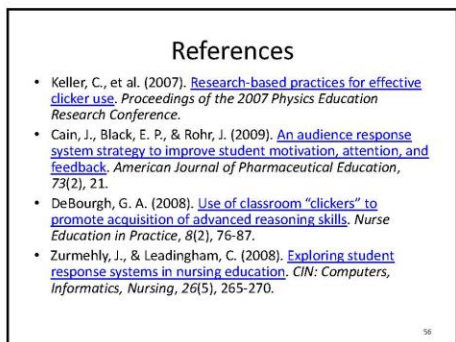 References
• Keller, C., et al. (2007). Research-based practices for effective
clicker use. Proceedings of the 2007 Physics Education
Research Conference.
• Cain, J., Black, E. P., & Rohr, J. (2009). An audience response
system strategy to improve student motivation, attention, and
feedback. American Journal of Pharmaceutical Education,
73(2), 21.
• DeBourgh, G. A. (2008). Use of classroom “clickers” to
promote acquisition of advanced reasoning skills. Nurse
Education in Practice, 8(2), 76-87.
• Zurmehly, J., & Leadingham, C. (2008). Exploring student
response systems in nursing education. CIN: Computers,
Informatics, Nursing, 26(5), 265-270.
56